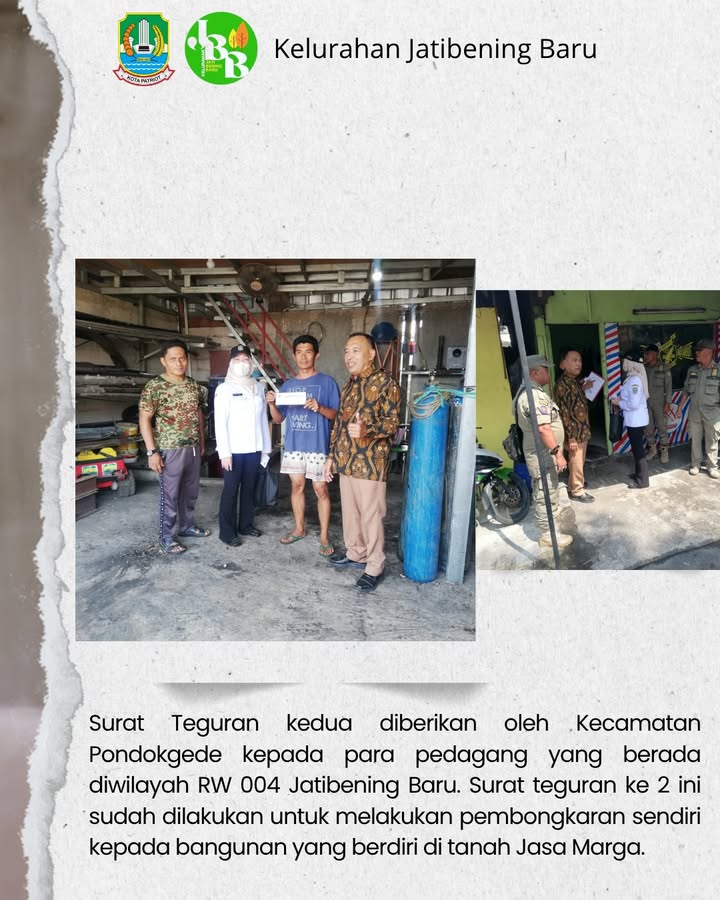 Kelurahan Jatibening Baru
KOTA PATRIOT
JBB
Surat Teguran kedua diberikan oleh Kecamatan
Pondokgede kepada para pedagang yang berada
diwilayah RW 004 Jatibening Baru. Surat teguran ke 2 ini
sudah dilakukan untuk melakukan pembongkaran sendiri
kepada bangunan yang berdiri di tanah Jasa Marga.